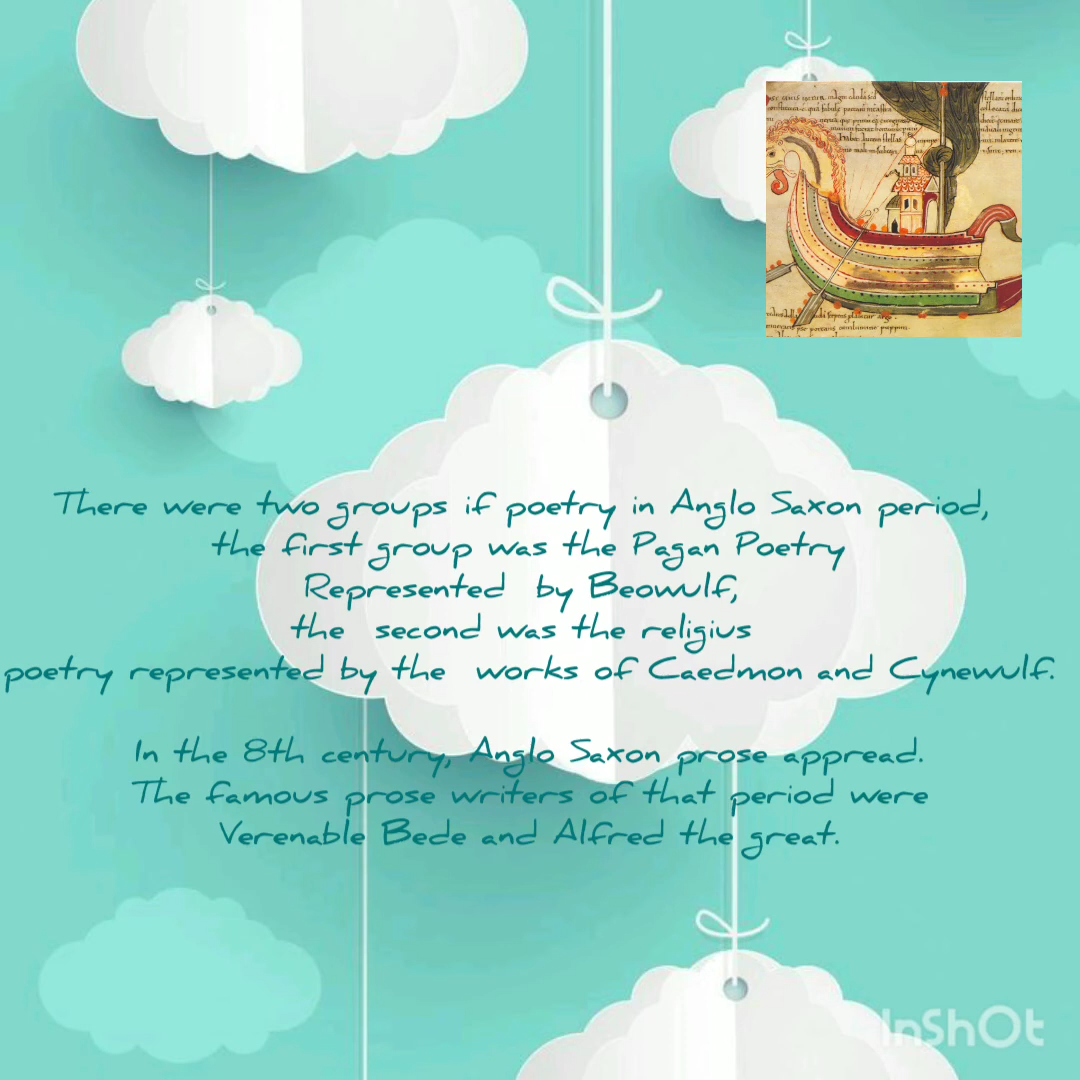 There were two groups if poetry in Anglo Saxon period,
the first group was the Pagan Poetry
Represented by Beowulf,
the second was the religius
poetry represented by the works of Caedmon and Cynewulf.
In the 8th century, Anglo Saxon prose appread.
The famous prose writers of that period were
Verenable Bede and Alfred the great.
InShOt